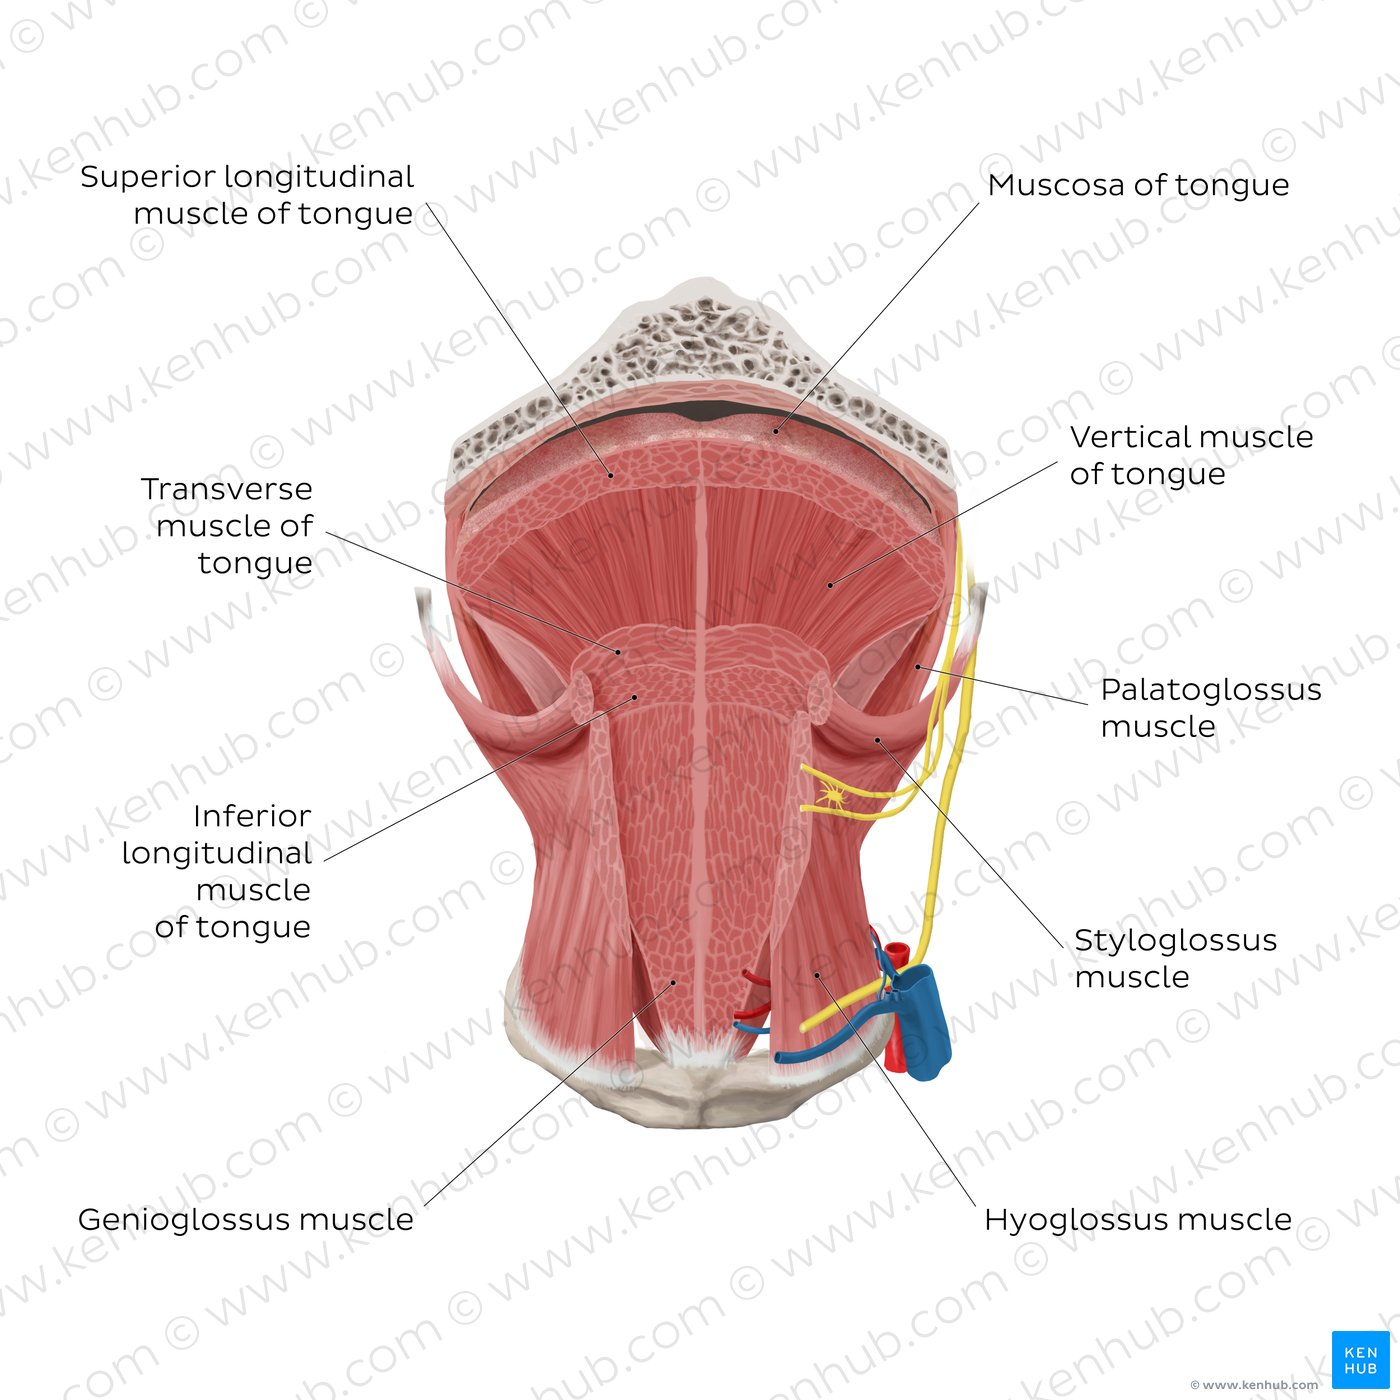 Superior longitudinal
muscle of tongue
Muscosa of tongue
Vertical muscle
of tongue
Transverse
muscle of
tongue
Palatoglossus
muscle
Inferior
longitudinal
muscle
of tongue
Styloglossus
muscle
Genioglossus muscle
Hyoglossus muscle
KEN
HUB
© www.kenhub.com